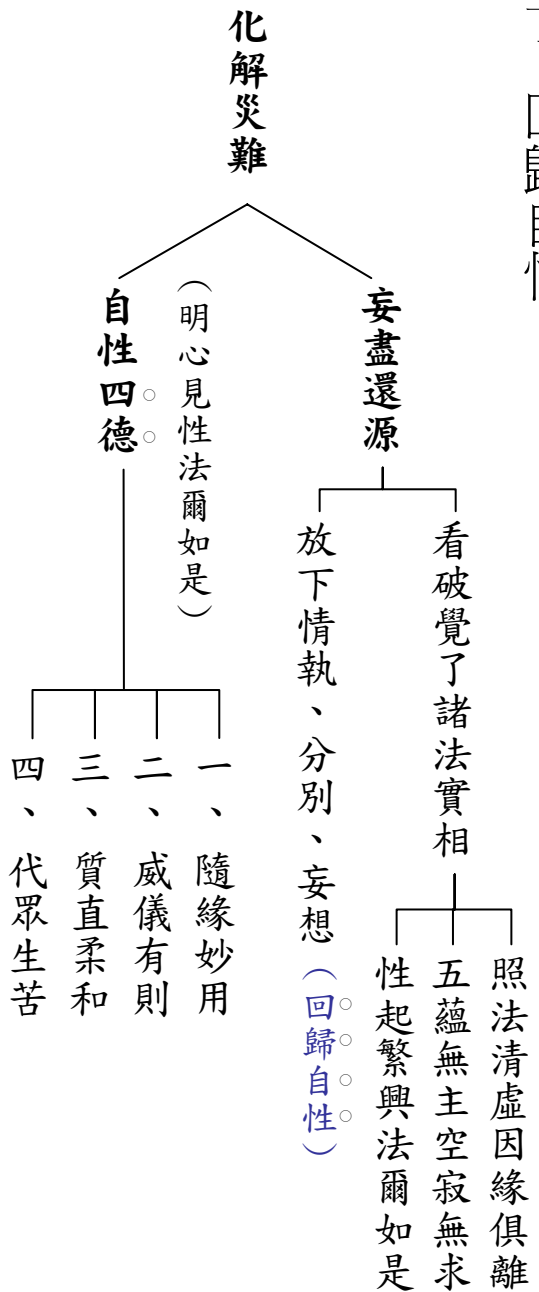 化解災難
妄盡還源
看破覺了諸法實相
照法清虛因緣俱離
五蘊無主空寂無求
性起繁興法爾如是
放下情執、分別、妄想（回歸自性）
自性四德
（明心見性法爾如是）
一、隨緣妙用
二、威儀有則
三、質直柔和
四、代眾生苦